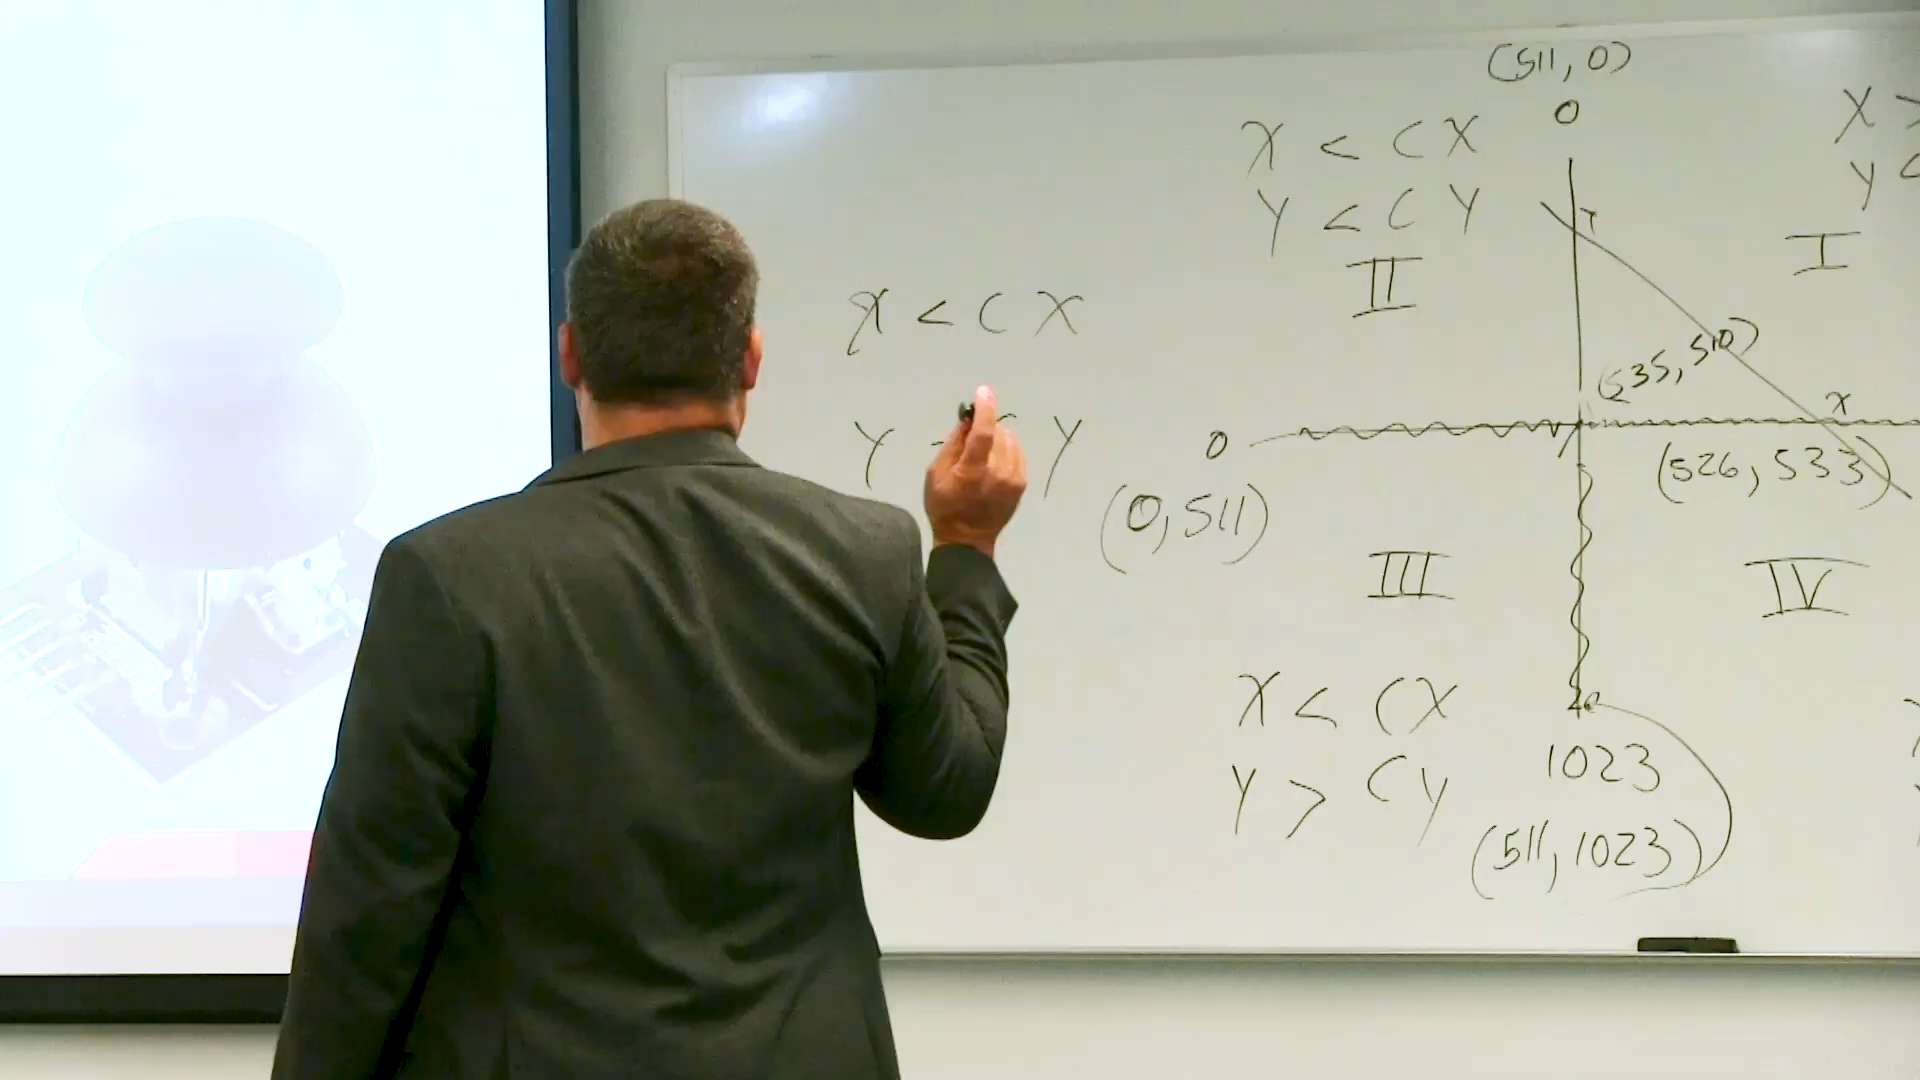 (511, 0)
0
X < CX
Y < CY
II
X >
Y <
I
X < CX
Y
Y
0
(0, 511)
(535, 510)
X
(526, 533)
III
IV
X < CX
Y > CY
1023
(511, 1023)